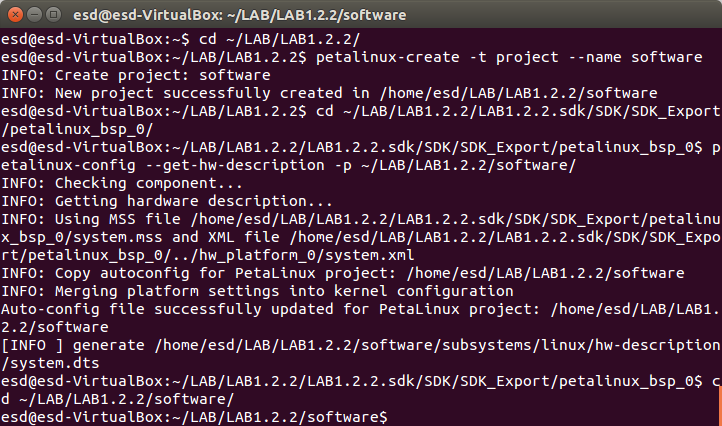 esd@esd-VirtualBox: ~/LAB/LAB1.2.2/software
esd@esd-VirtualBox:~$ cd ~/LAB/LAB1.2.2/
esd@esd-VirtualBox:~/LAB/LAB1.2.2$ petalinux-create -t project --name software
INFO: Create project: software
INFO: New project successfully created in /home/esd/LAB/LAB1.2.2/software
esd@esd-VirtualBox:~/LAB/LAB1.2.2$ cd ~/LAB/LAB1.2.2/LAB1.2.2.sdk/SDK/SDK_Export
/petalinux_bsp_0/
esd@esd-VirtualBox:~/LAB/LAB1.2.2/LAB1.2.2.sdk/SDK/SDK_Export/petalinux_bsp_0$ p
etalinux-config --get-hw-description -p ~/LAB/LAB1.2.2/software/
INFO: Checking component...
INFO: Getting hardware description...
INFO: Using MSS file /home/esd/LAB/LAB1.2.2/LAB1.2.2.sdk/SDK/SDK_Export/petalinu
x_bsp_0/system.mss and XML file /home/esd/LAB/LAB1.2.2/LAB1.2.2.sdk/SDK/SDK_Expo
rt/petalinux_bsp_0/../hw_platform_0/system.xml
INFO: Copy autoconfig for PetaLinux project: /home/esd/LAB/LAB1.2.2/software
INFO: Merging platform settings into kernel configuration
Auto-config file successfully updated for PetaLinux project: /home/esd/LAB/LAB1.
2.2/software
[INFO ] generate /home/esd/LAB/LAB1.2.2/software/subsystems/linux/hw-description
/system.dts
esd@esd-VirtualBox:~/LAB/LAB1.2.2/LAB1.2.2.sdk/SDK/SDK_Export/petalinux_bsp_0$ c
d ~/LAB/LAB1.2.2/software/
esd@esd-VirtualBox:~/LAB/LAB1.2.2/software$